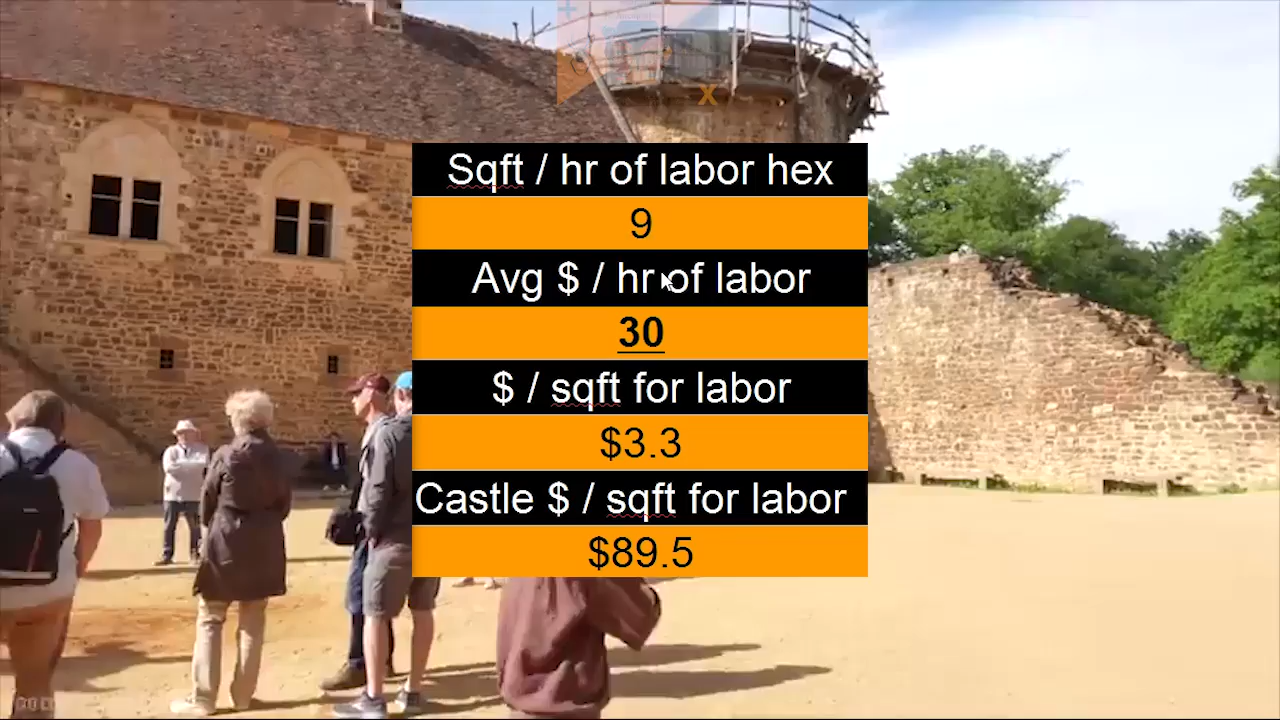 x
Sqft / hr of labor hex
9
Avg $ / hr of labor
30
$ / sqft for labor
$3.3
Castle $ / sqft for labor
$89.5